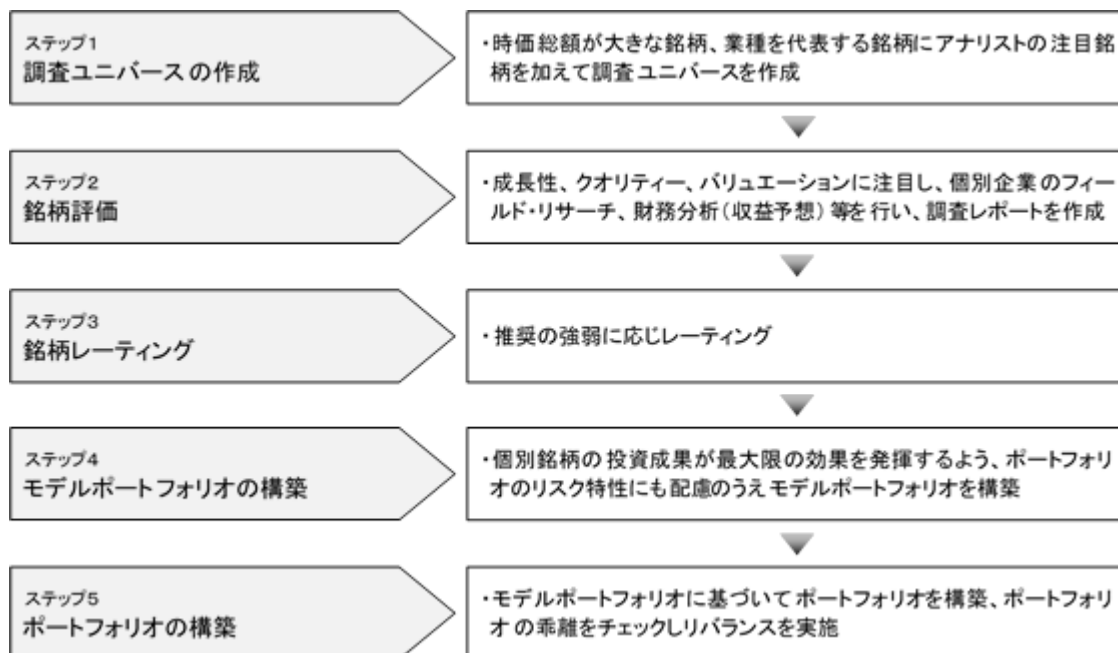 ステップ1
調査ユニバースの作成
・時価総額が大きな銘柄、業種を代表する銘柄にアナリストの注目銘
柄を加えて調査ユニバースを作成
ステップ2
銘柄評価
・成長性、クオリティー、バリュエーションに注目し、個別企業のフィー
ルド・リサーチ、財務分析(収益予想)等を行い、調査レポートを作成
ステップ3
銘柄レーティング
・推奨の強弱に応じレーティング
ステップ4
モデルポートフォリオの構築
・個別銘柄の投資成果が最大限の効果を発揮するよう、ポートフォリ
オのリスク特性にも配慮のうえモデルポートフォリオを構築
ステップ5
ポートフォリオの構築
・モデルポートフォリオに基づいてポートフォリオを構築、ポートフォリ
オの乖離をチェックしリバランスを実施